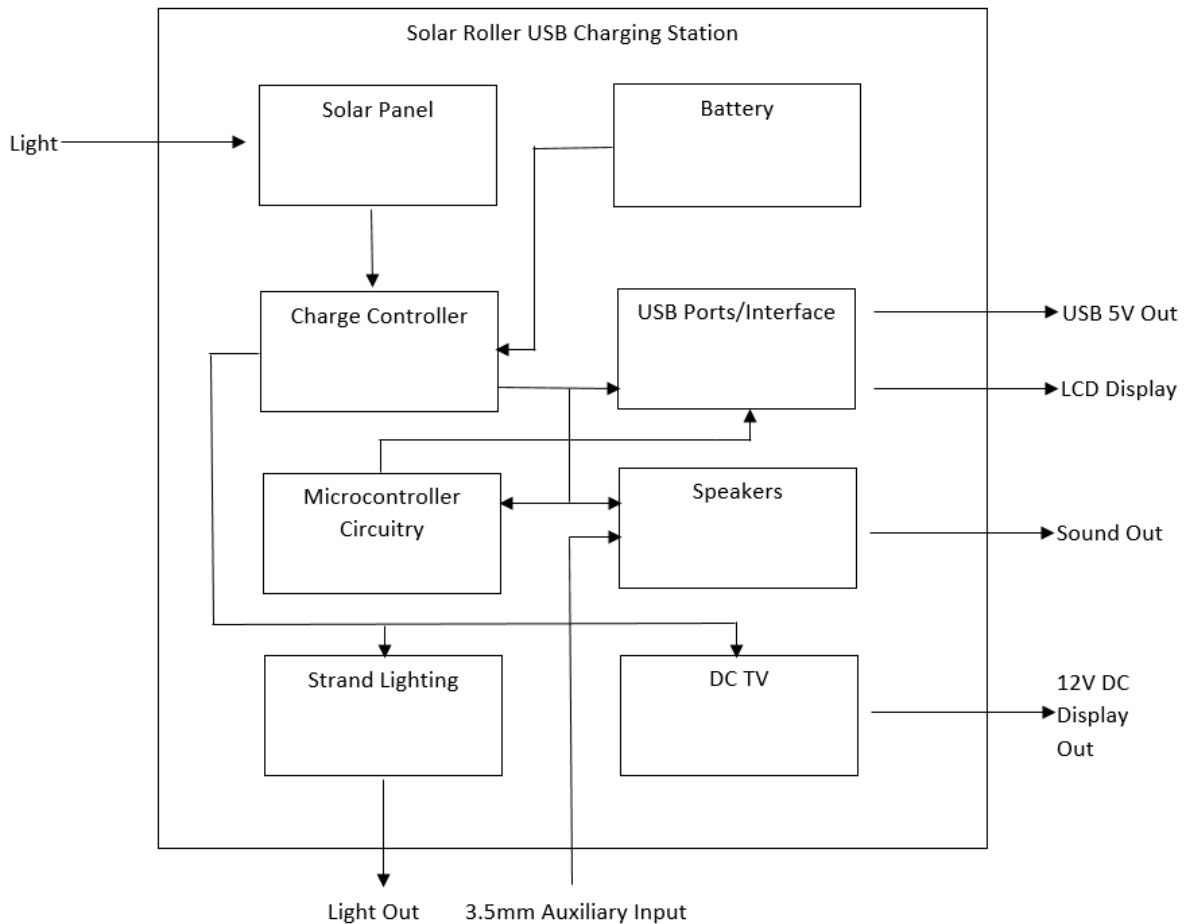 Solar Roller USB Charging Station
Solar Panel
Battery
Light
Charge Controller
USB Ports/Interface
USB 5V Out
LCD Display
Microcontroller
Circuitry
Speakers
Sound Out
Strand Lighting
DC TV
12V DC
Display
Out
Light Out
3.5mm Auxiliary Input